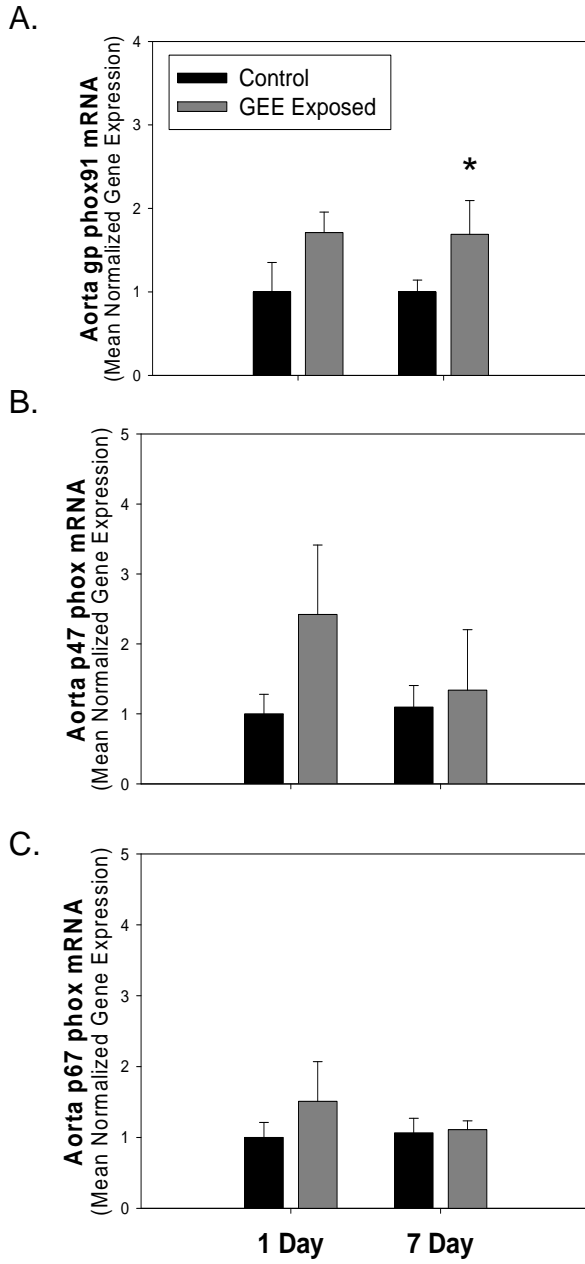 A.
4
3
2
1
0
Aorta gp phox91 mRNA
(Mean Normalized Gene Expression)
Control
GEE Exposed
*
B.
5
4
3
2
1
0
Aorta p47 phox mRNA
(Mean Normalized Gene Expression)
C.
5
4
3
2
1
0
Aorta p67 phox mRNA
(Mean Normalized Gene Expression)
1 Day 7 Day